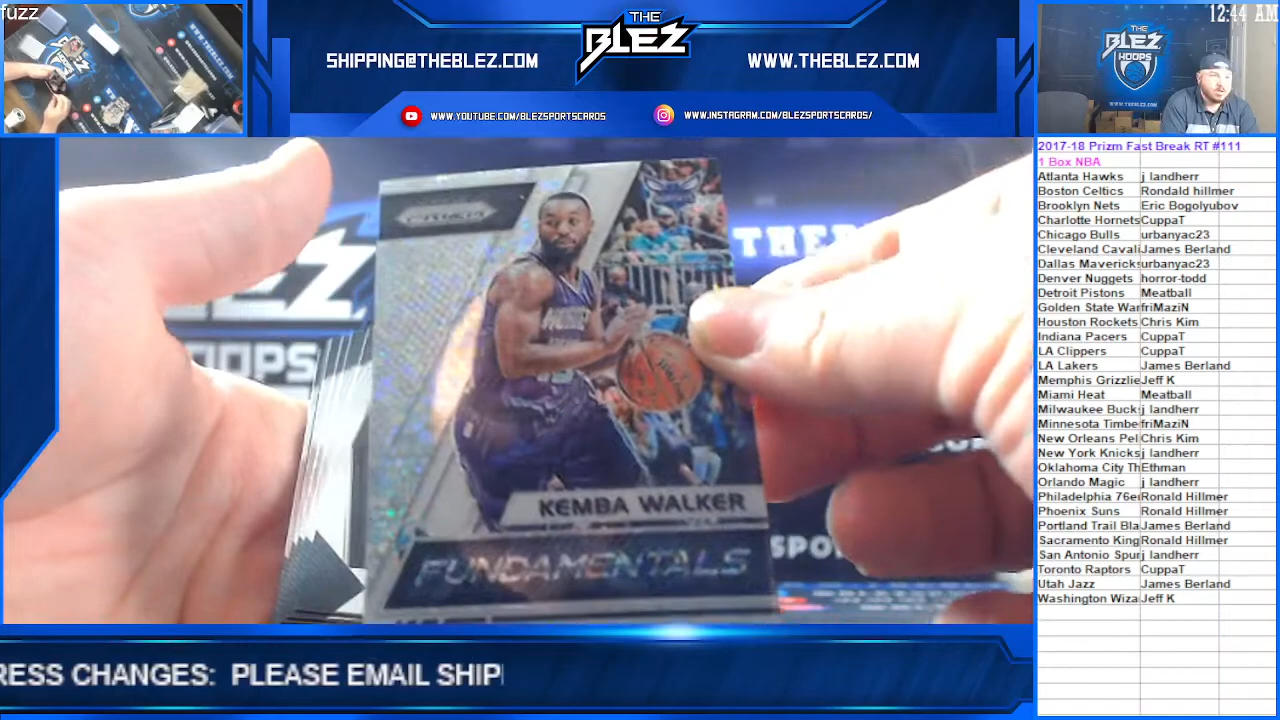 fuzz
SHIPPING@THEBLEZ.COM
THE
BLEZ
WWW.THEBLEZ.COM
WWW.YOUTUBE.COM/BLEZSPORTSCARDS
WWW.INSTAGRAM.COM/BLEZSPORTSCARDS/
12:44 AM
THE
BLEZ
HOOPS
2017-18 Prizm Fast Break RT #111
1 Box NBA
Atlanta Hawks j landherr
Boston Celtics Rondald hillmer
Brooklyn Nets Eric Bogolyubov
Charlotte Hornets CuppaT
Chicago Bulls urbanyac23
Cleveland Cavali James Berland
Dallas Mavericks urbanyac23
Denver Nuggets horror-todd
Detroit Pistons Meatball
Golden State War friMaziN
Houston Rockets Chris Kim
Indiana Pacers CuppaT
LA Clippers CuppaT
LA Lakers James Berland
Memphis Grizzlie Jeff K
Miami Heat Meatball
Milwaukee Buck j landherr
Minnesota Timbe friMaziN
New Orleans Pel Chris Kim
New York Knicks j landherr
Oklahoma City Th Ethman
Orlando Magic j landherr
Philadelphia 76e Ronald Hillmer
Phoenix Suns Ronald Hillmer
Portland Trail Bla James Berland
Sacramento King Ronald Hillmer
San Antonio Spur j landherr
Toronto Raptors CuppaT
Utah Jazz James Berland
Washington Wiza Jeff K
PRIZM
KEMBA WALKER
FUNDAMENTALS
HOOPS
RESS CHANGES: PLEASE EMAIL SHIP